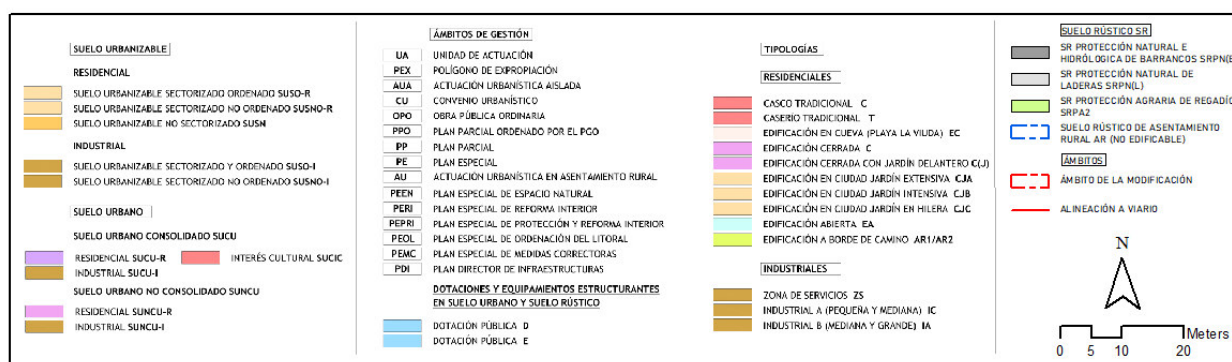 SUELO URBANIZABLE
RESIDENCIAL
SUELO URBANIZABLE SECTORIZADO ORDENADO SUSO-R
SUELO URBANIZABLE SECTORIZADO NO ORDENADO SUSNO-R
SUELO URBANIZABLE NO SECTORIZADO SUSN
INDUSTRIAL
SUELO URBANIZABLE SECTORIZADO Y ORDENADO SUSO-I
SUELO URBANIZABLE SECTORIZADO NO ORDENADO SUSNO-I
SUELO URBANO
SUELO URBANO CONSOLIDADO SUCU
RESIDENCIAL SUCU-R INTERÉS CULTURAL SUCIC
INDUSTRIAL SUCU-I
SUELO URBANO NO CONSOLIDADO SUNCU
RESIDENCIAL SUNCU-R
INDUSTRIAL SUNCU-I
ÁMBITOS DE GESTIÓN
UA UNIDAD DE ACTUACIÓN
PEX POLÍGONO DE EXPROPIACIÓN
AUA ACTUACIÓN URBANÍSTICA AISLADA
CU CONVENIO URBANÍSTICO
OPO OBRA PÚBLICA ORDINARIA
PPO PLAN PARCIAL ORDENADO POR EL PGO
PP PLAN PARCIAL
PE PLAN ESPECIAL
AU ACTUACIÓN URBANÍSTICA EN ASENTAMIENTO RURAL
PEEN PLAN ESPECIAL DE ESPACIO NATURAL
PERI PLAN ESPECIAL DE REFORMA INTERIOR
PEPRI PLAN ESPECIAL DE PROTECCIÓN Y REFORMA INTERIOR
PEOL PLAN ESPECIAL DE ORDENACIÓN DEL LITORAL
PEMC PLAN ESPECIAL DE MEDIDAS CORRECTORAS
PDI PLAN DIRECTOR DE INFRAESTRUCTURAS
DOTACIONES Y EQUIPAMIENTOS ESTRUCTURANTES
EN SUELO URBANO Y SUELO RÚSTICO
DOTACIÓN PÚBLICA D
DOTACIÓN PÚBLICA E
TIPOLOGÍAS
RESIDENCIALES
CASCO TRADICIONAL C
CASERÍO TRADICIONAL T
EDIFICACIÓN EN CUEVA (PLAYA LA VIUDA) EC
EDIFICACIÓN CERRADA C
EDIFICACIÓN CERRADA CON JARDÍN DELANTERO C(J)
EDIFICACIÓN EN CIUDAD JARDÍN EXTENSIVA CJA
EDIFICACIÓN EN CIUDAD JARDÍN INTENSIVA CJB
EDIFICACIÓN EN CIUDAD JARDÍN EN HILERA CJC
EDIFICACIÓN ABIERTA EA
EDIFICACIÓN A BORDE DE CAMINO AR1/AR2
INDUSTRIALES
ZONA DE SERVICIOS ZS
INDUSTRIAL A (PEQUEÑA Y MEDIANA) IC
INDUSTRIAL B (MEDIANA Y GRANDE) IA
SUELO RÚSTICO SR
SR PROTECCIÓN NATURAL E
HIDRÓLOGICA DE BARRANCOS SRPN(B
SR PROTECCIÓN NATURAL DE
LADERAS SRPN(L)
SR PROTECCIÓN AGRARIA DE REGADÍO
SRPA2
SUELO RÚSTICO DE ASENTAMIENTO
RURAL AR (NO EDIFICABLE)
ÁMBITOS
ÁMBITO DE LA MODIFICACIÓN
ALINEACIÓN A VIARIO
N
Meters
0 5 10 20